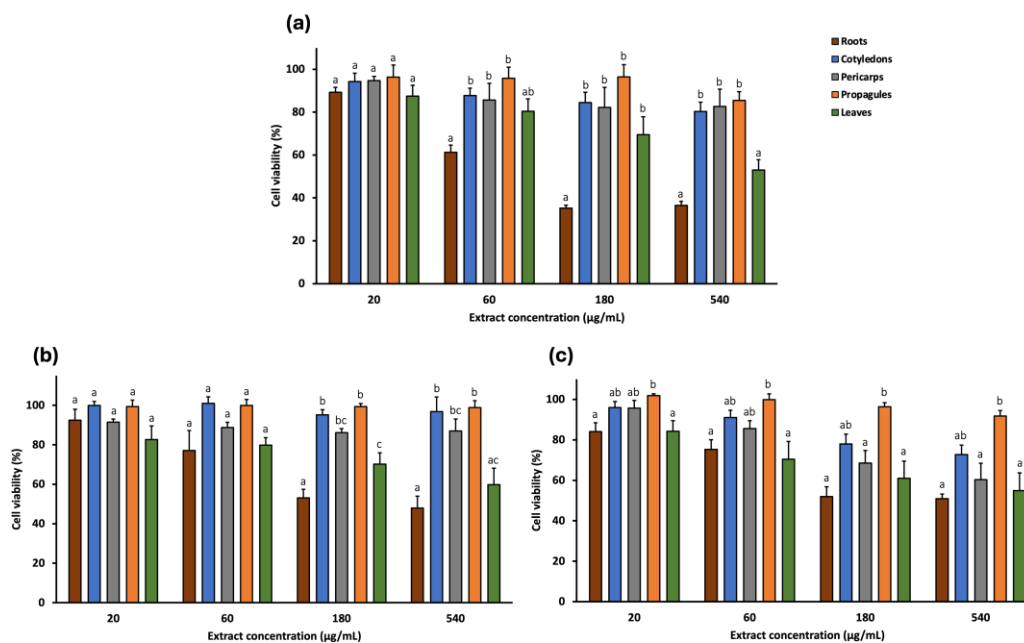 (a)
Roots
Cotyledons
Pericarps
Propagules
Leaves
Cell viability (%)
100
80
60
40
20
0
a a a a a
a b b b ab
a b b b b
a b b b a
20 60 180 540
Extract concentration (µg/mL)
(b)
Cell viability (%)
100
80
60
40
20
0
a a a a a
a a a a a
a b bc b c
a b bc b ac
20 60 180 540
Extract concentration (µg/mL)
(c)
Cell viability (%)
100
80
60
40
20
0
a ab ab b a
a ab ab b a
a ab a b a
a ab a b a
20 60 180 540
Extract concentration (µg/mL)